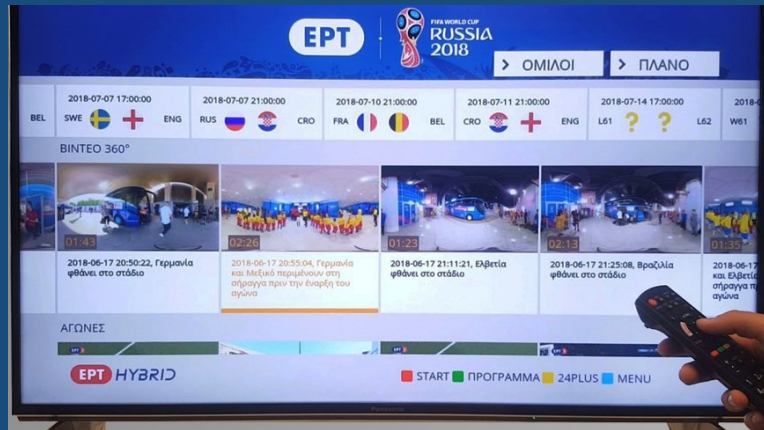 ΕΡΤ
FIFA WORLD CUP
RUSSIA
2018
ΟΜΙΛΟΙ
ΠΛΑΝΟ
BEL
2018-07-07 17:00:00
SWE ENG
2018-07-07 21:00:00
RUS CRO
2018-07-10 21:00:00
FRA BEL
2018-07-11 21:00:00
CRO ENG
2018-07-14 17:00:00
L61 ? ? L62
2018-0
W61
ΒΙΝΤΕΟ 360°
01:43
2018-06-17 20:50:22, Γερμανία
φθάνει στο στάδιο
02:26
2018-06-17 20:55:04, Γερμανία
και Μεξικό περιμένουν στη
σήραγγα πριν την έναρξη του
αγώνα
01:23
2018-06-17 21:11:21, Ελβετία
φθάνει στο στάδιο
02:13
2018-06-17 21:25:08, Βραζιλία
φθάνει στο στάδιο
01:35
2018-06-17
και Ελβετί
σήραγγα π
αγώνα
ΑΓΩΝΕΣ
ΕΡΤ HYBRID
START ΠΡΟΓΡΑΜΜΑ 24PLUS MENU
Panasonic